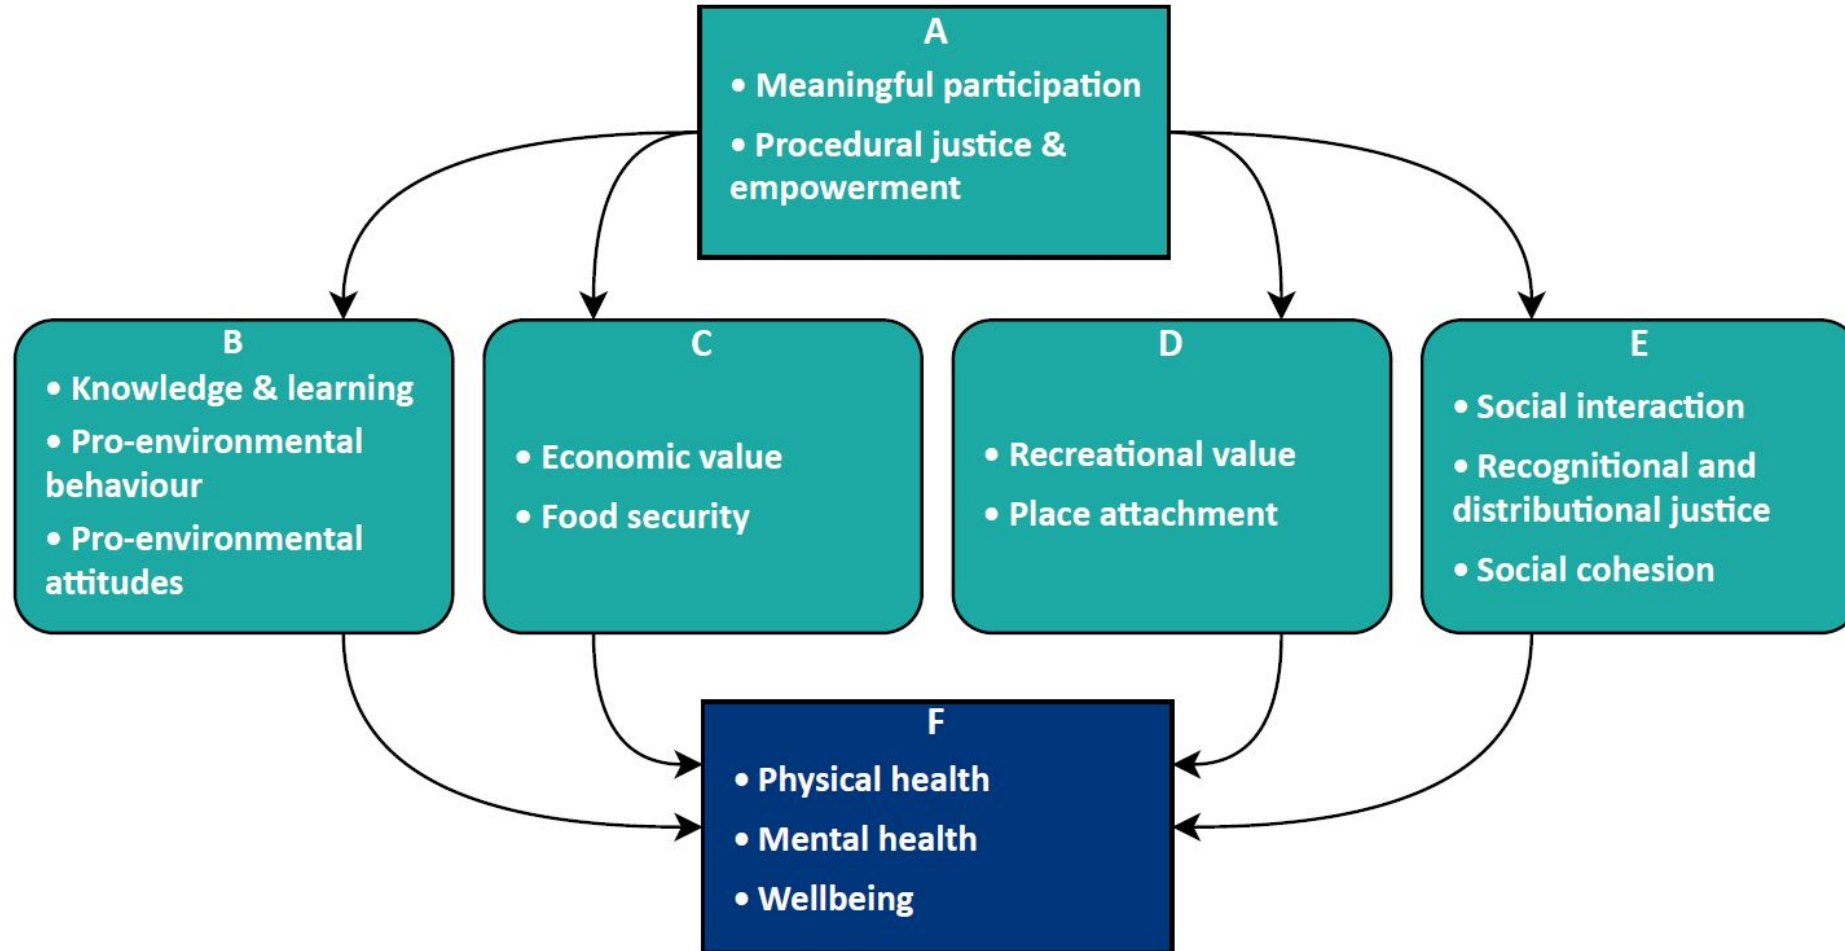 A
• Meaningful participation
• Procedural justice &
empowerment
B
• Knowledge & learning
• Pro-environmental
behaviour
• Pro-environmental
attitudes
C
• Economic value
• Food security
D
• Recreational value
• Place attachment
E
• Social interaction
• Recognitional and
distributional justice
• Social cohesion
F
• Physical health
• Mental health
• Wellbeing